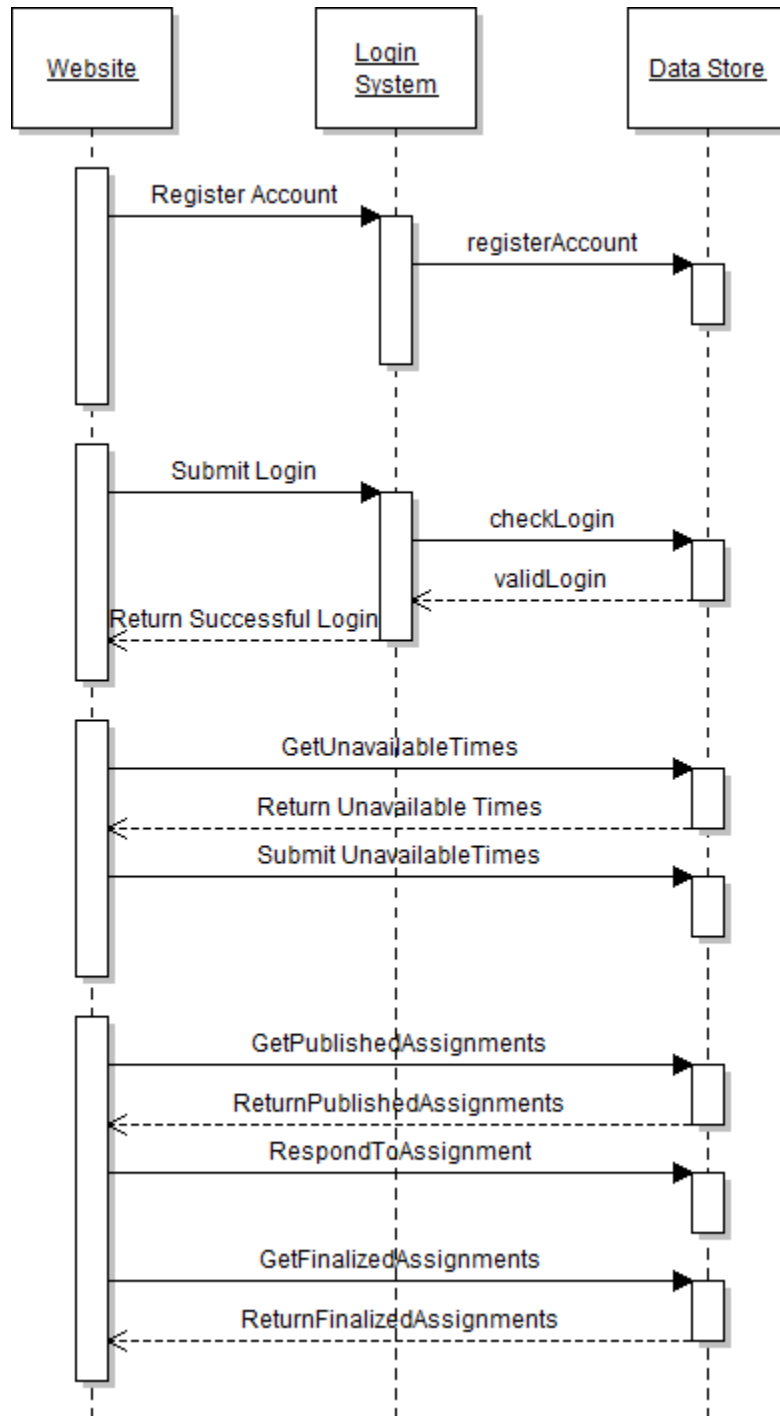 Website
Login
System
Data Store
Register Account
registerAccount
Submit Login
checkLogin
validLogin
Return Successful Login
GetUnavailableTimes
Return Unavailable Times
Submit UnavailableTimes
GetPublishedAssignments
ReturnPublishedAssignments
RespondToAssignment
GetFinalizedAssignments
ReturnFinalizedAssignments